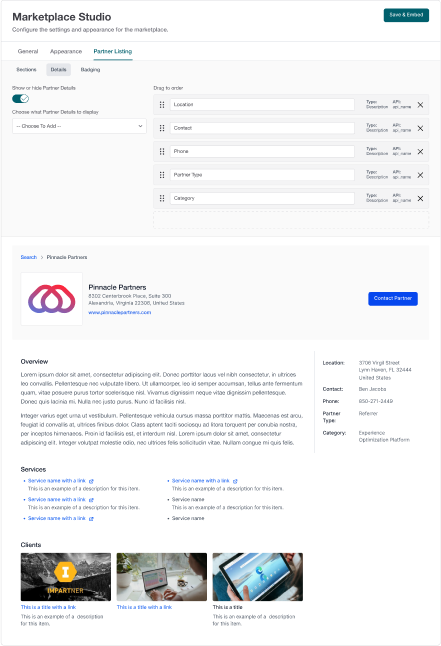 Marketplace Studio
Save & Embed
Configure the settings and appearance for the marketplace.
General Appearance Partner Listing
Sections Details Badging
Show or hide Partner Details
Choose what Partner Details to display
-- Choose To Add --
Drag to order
Location Type: Description API: api_name
Contact Type: Description API: api_name
Phone Type: Description API: api_name
Partner Type Type: Description API: api_name
Category Type: Description API: api_name
Search > Pinnacle Partners
Pinnacle Partners
8302 Centerbrook Place, Suite 300
Alexandria, Virginia 22308, United States
www.pinnaclepartners.com
Contact Partner
Overview
Lorem ipsum dolor sit amet, consectetur adipiscing elit. Donec porttitor lacus vel nibh consectetur, in ultrices
leo convallis. Pellentesque nec vulputate libero. Ut ullamcorper, leo id semper accumsan, tellus ante fermentum
quam, vitae posuere purus tortor scelerisque nisl. Vivamus dignissim neque vitae dignissim pellentesque.
Donec quis lacinia mi. Nulla nec justo purus. Nunc id facilisis nisl.
Integer varius eget urna ut vestibulum. Pellentesque vehicula cursus massa porttitor mattis. Maecenas est arcu,
feugiat id convallis at, ultrices finibus dolor. Class aptent taciti sociosqu ad litora torquent per conubia nostra,
per inceptos himenaeos. Proin id facilisis est, et interdum nisl. Lorem ipsum dolor sit amet, consectetur
adipiscing elit. Integer volutpat molestie odio, nec ultrices felis sollicitudin vitae. Nullam congue mi quis felis.
Location: 3706 Virgil Street
Lynn Haven, FL 32444
United States
Contact: Ben Jacobs
Phone: 850-271-2449
Partner Type: Referrer
Category: Experience
Optimization Platform
Services
Service name with a link
This is an example of a description for this item.
Service name with a link
This is an example of a description for this item.
Service name with a link
Service name with a link
This is an example of a description for this item.
Service name
This is an example of a description for this item.
Service name
Clients
IMPARTNER
This is a title with a link
This is an example of a description
for this item.
This is a title with a link
This is a title
This is an example of a description
for this item.